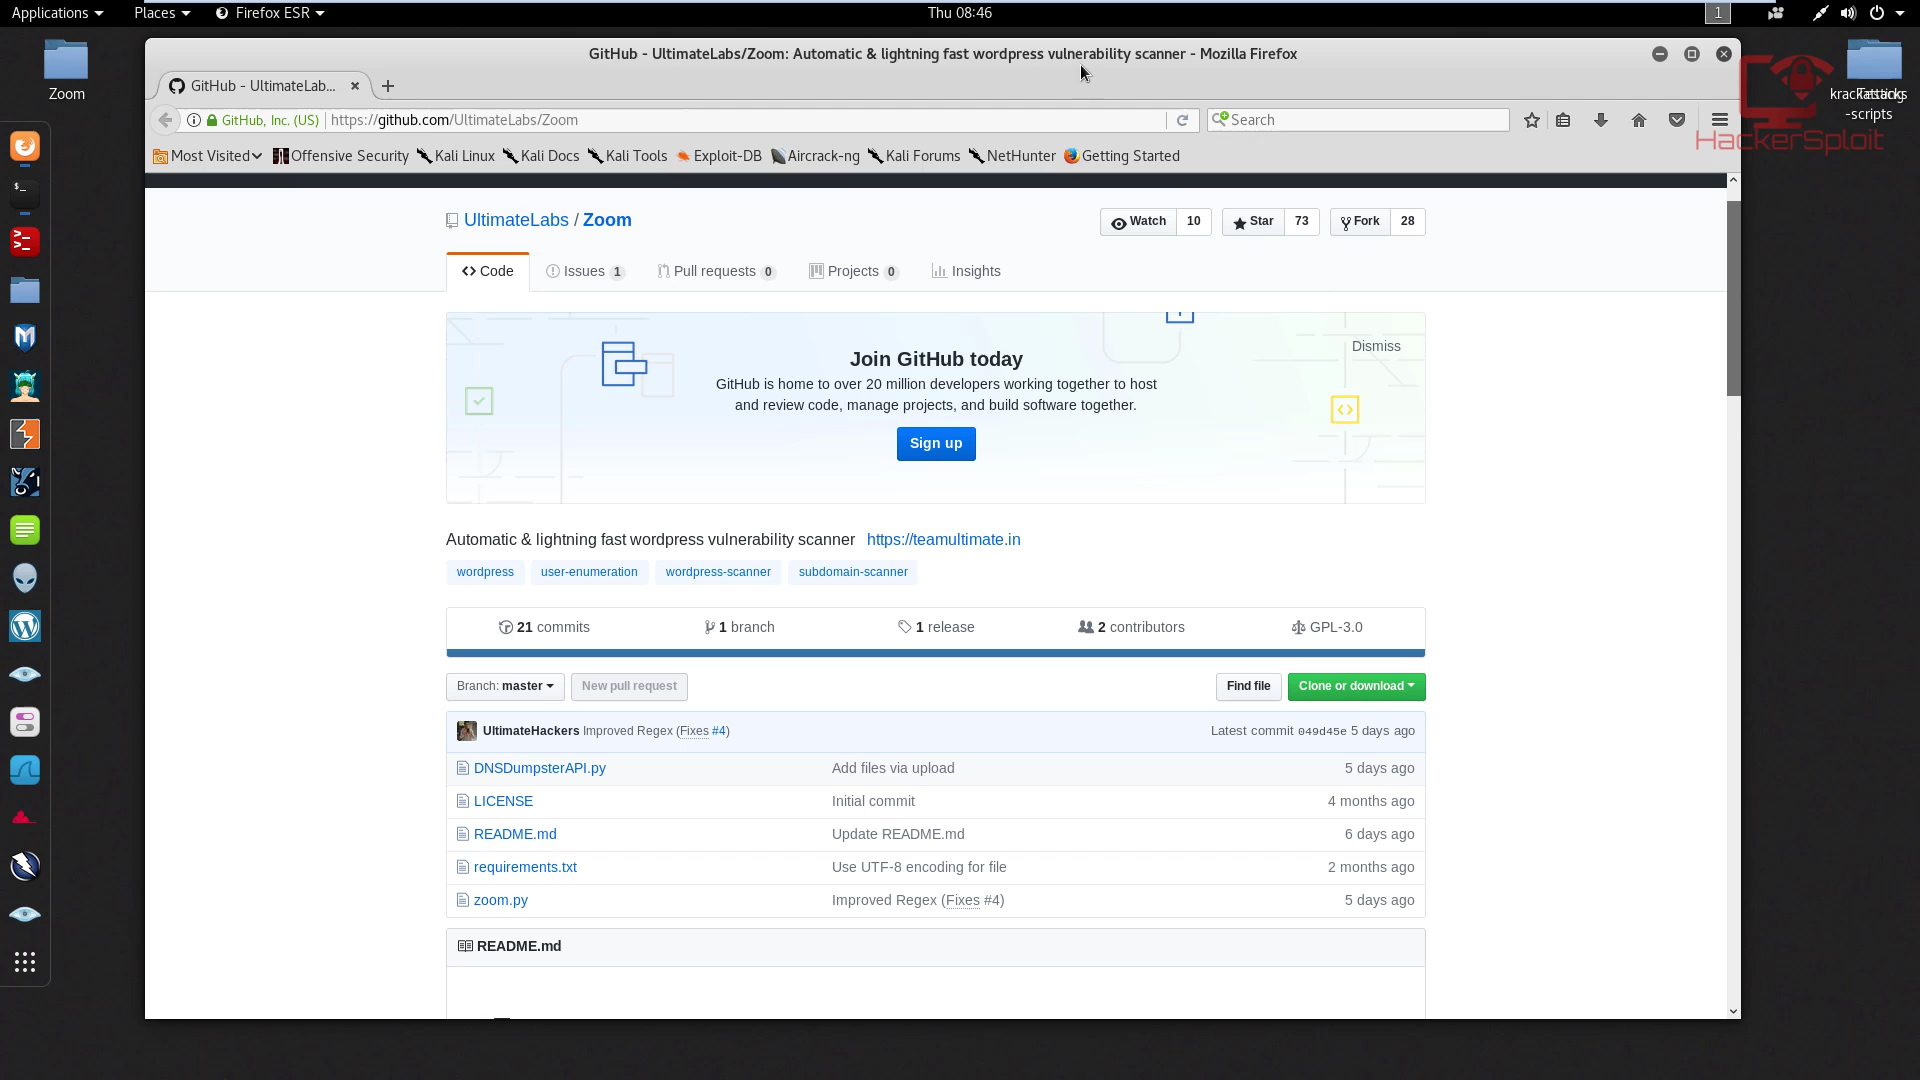 Applications Places Firefox ESR Thu 08:46 1
Zoom
GitHub - UltimateLabs/Zoom: Automatic & lightning fast wordpress vulnerability scanner - Mozilla Firefox
GitHub - UltimateLab...
GitHub, Inc. (US) https://github.com/UltimateLabs/Zoom Search
Most Visited Offensive Security Kali Linux Kali Docs Kali Tools Exploit-DB Aircrack-ng Kali Forums NetHunter Getting Started
-scripts
HackerSploit
UltimateLabs / Zoom Watch 10 Star 73 Fork 28
Code Issues 1 Pull requests 0 Projects 0 Insights
Join GitHub today
Dismiss
GitHub is home to over 20 million developers working together to host
and review code, manage projects, and build software together.
Sign up
Automatic & lightning fast wordpress vulnerability scanner https://teamultimate.in
wordpress user-enumeration wordpress-scanner subdomain-scanner
21 commits 1 branch 1 release 2 contributors GPL-3.0
Branch: master New pull request Find file Clone or download
UltimateHackers Improved Regex (Fixes #4) Latest commit 049d45e 5 days ago
DNSDumpsterAPI.py Add files via upload 5 days ago
LICENSE Initial commit 4 months ago
README.md Update README.md 6 days ago
requirements.txt Use UTF-8 encoding for file 2 months ago
zoom.py Improved Regex (Fixes #4) 5 days ago
README.md